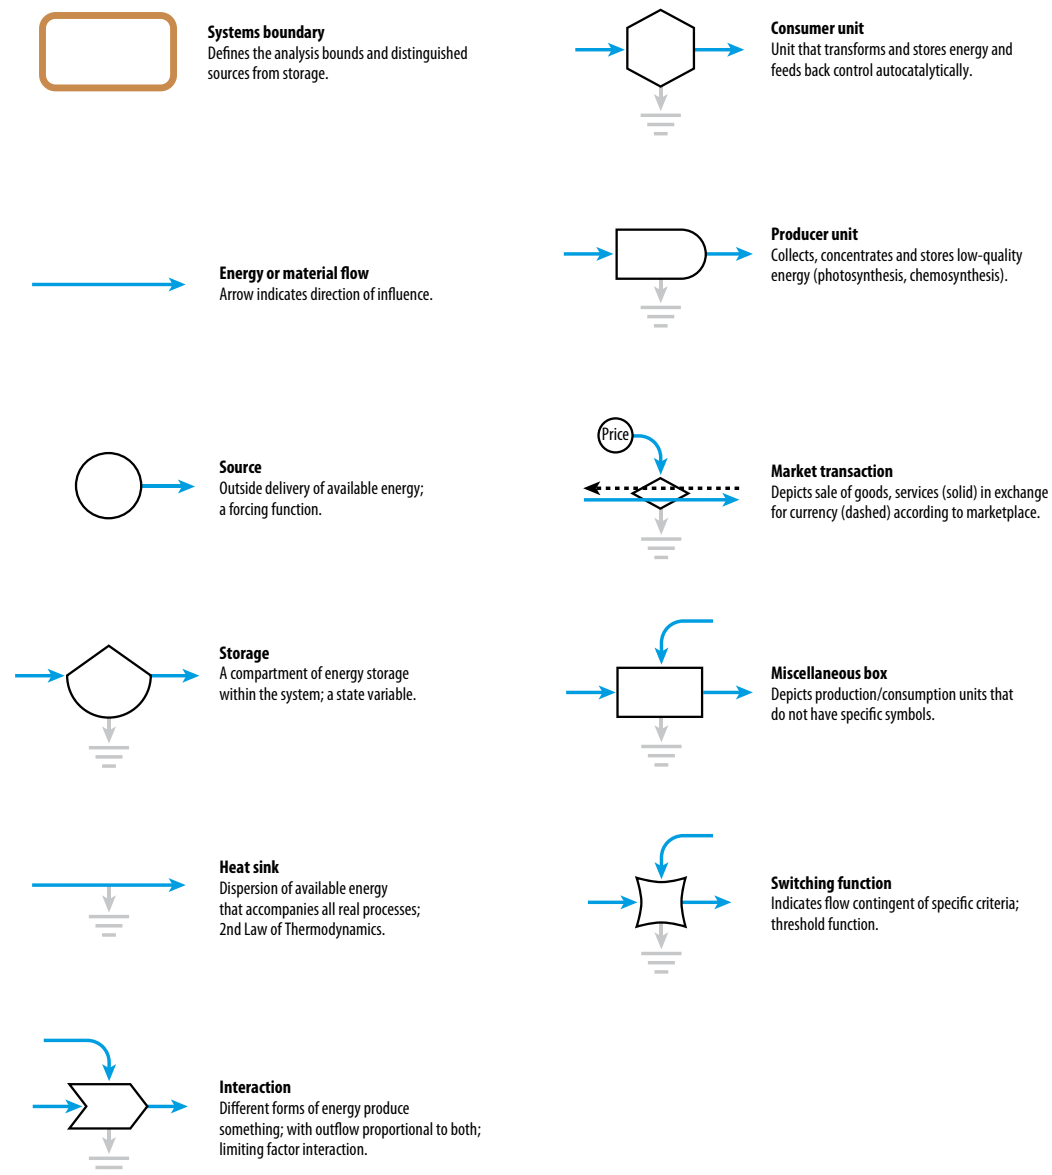 Systems boundary
Defines the analysis bounds and distinguished
sources from storage.
Energy or material flow
Arrow indicates direction of influence.
Source
Outside delivery of available energy;
a forcing function.
Storage
A compartment of energy storage
within the system; a state variable.
Heat sink
Dispersion of available energy
that accompanies all real processes;
2nd Law of Thermodynamics.
Interaction
Different forms of energy produce
something; with outflow proportional to both;
limiting factor interaction.
Consumer unit
Unit that transforms and stores energy and
feeds back control autocatalytically.
Producer unit
Collects, concentrates and stores low-quality
energy (photosynthesis, chemosynthesis).
Price
Market transaction
Depicts sale of goods, services (solid) in exchange
for currency (dashed) according to marketplace.
Miscellaneous box
Depicts production/consumption units that
do not have specific symbols.
Switching function
Indicates flow contingent of specific criteria;
threshold function.